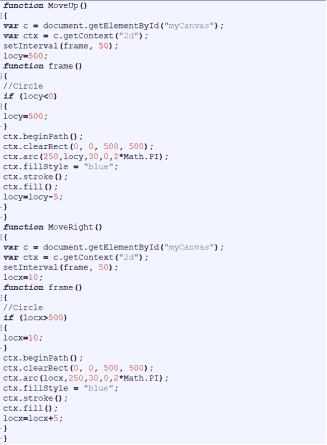 function MoveUp()
{
var c = document.getElementById("myCanvas");
var ctx = c.getContext("2d");
setInterval(frame, 50);
locy=500;
function frame()
{
//Circle
if (locy<0)
{
locy=500;
}
ctx.beginPath();
ctx.clearRect(0, 0, 500, 500);
ctx.arc(250,locy,30,0,2*Math.PI);
ctx.fillStyle = "blue";
ctx.stroke();
ctx.fill();
locy=locy-5;
}
}
function MoveRight()
{
var c = document.getElementById("myCanvas");
var ctx = c.getContext("2d");
setInterval(frame, 50);
locx=10;
function frame()
{
//Circle
if (locx>500)
{
locx=10;
}
ctx.beginPath();
ctx.clearRect(0, 0, 500, 500);
ctx.arc(locx,250,30,0,2*Math.PI);
ctx.fillStyle = "blue";
ctx.stroke();
ctx.fill();
locx=locx+5;
}
}